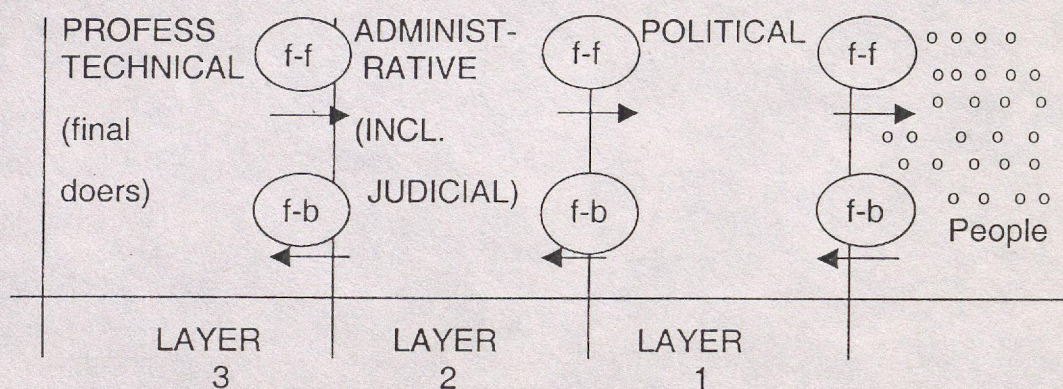 PROFESS
TECHNICAL
(final
doers)
f-f
ADMINIST-
RATIVE
(INCL.
JUDICIAL)
f-f
POLITICAL
f-f
f-b
f-b
f-b
People
LAYER
3
LAYER
2
LAYER
1